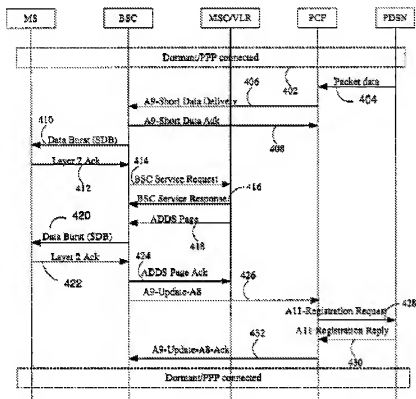 MS BSC MSC/VLR PCF PDSN
Dormant/PPP connected
402
Packet data
404
406
A9-Short Data Delivery
A9-Short Data Ack
408
410
Data Burst (SDB)
Layer 2 Ack
412
414
BSC Service Request
416
BSC Service Response
ADDS Page
418
420
Data Burst (SDB)
Layer 2 Ack
422
424
ADDS Page Ack
426
A9-Update-A8
A11-Registration Request
428
A11-Registration Reply
430
432
A9-Update-A8-Ack
Dormant/PPP connected